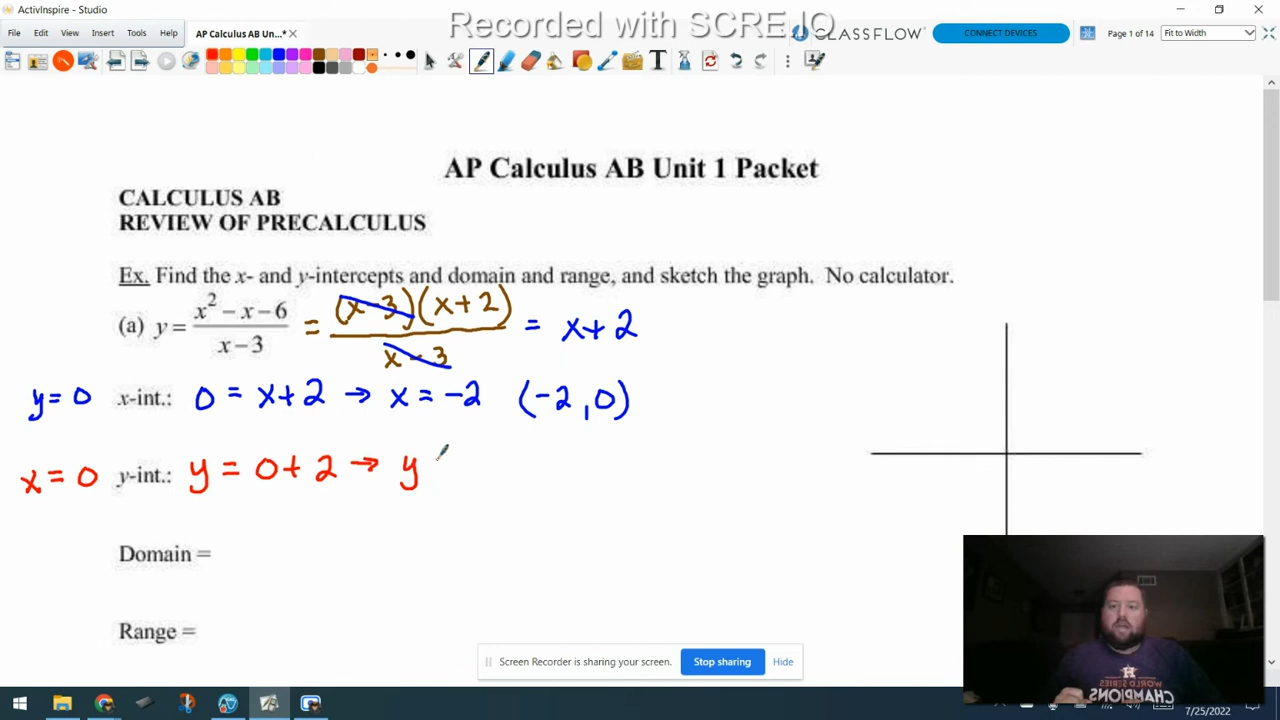 ActivInspire - Studio
Recorded with SCRE.IO
File Edit View Insert Tools Help
AP Calculus AB Un...*
CLASSFLOW
CONNECT DEVICES
Page 1 of 14
Fit to Width
AP Calculus AB Unit 1 Packet
CALCULUS AB
REVIEW OF PRECALCULUS
Ex. Find the x- and y-intercepts and domain and range, and sketch the graph. No calculator.
(a) y = (x² − x − 6)/(x − 3) = (x−3)(x+2)/(x−3) = x+2
y=0 x-int.: 0 = x+2 → x = −2 (−2,0)
x=0 y-int.: y = 0+2 → y
Domain =
Range =
Screen Recorder is sharing your screen. Stop sharing Hide
WORLD SERIES
CHAMPIONS
7/25/2022